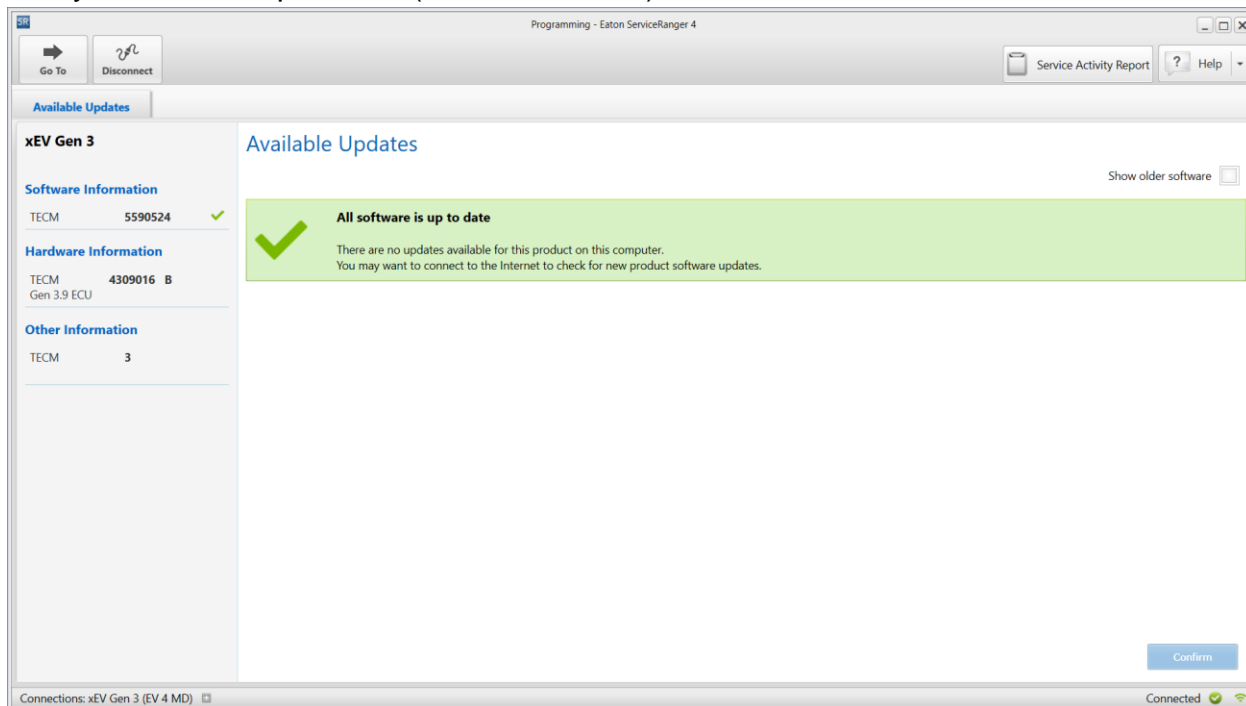 SR
Programming - Eaton ServiceRanger 4
Go To
Disconnect
Service Activity Report
? Help
Available Updates
xEV Gen 3
Software Information
TECM 5590524
Hardware Information
TECM 4309016 B
Gen 3.9 ECU
Other Information
TECM 3
Available Updates
Show older software
All software is up to date
There are no updates available for this product on this computer.
You may want to connect to the Internet to check for new product software updates.
Confirm
Connections: xEV Gen 3 (EV 4 MD)
Connected